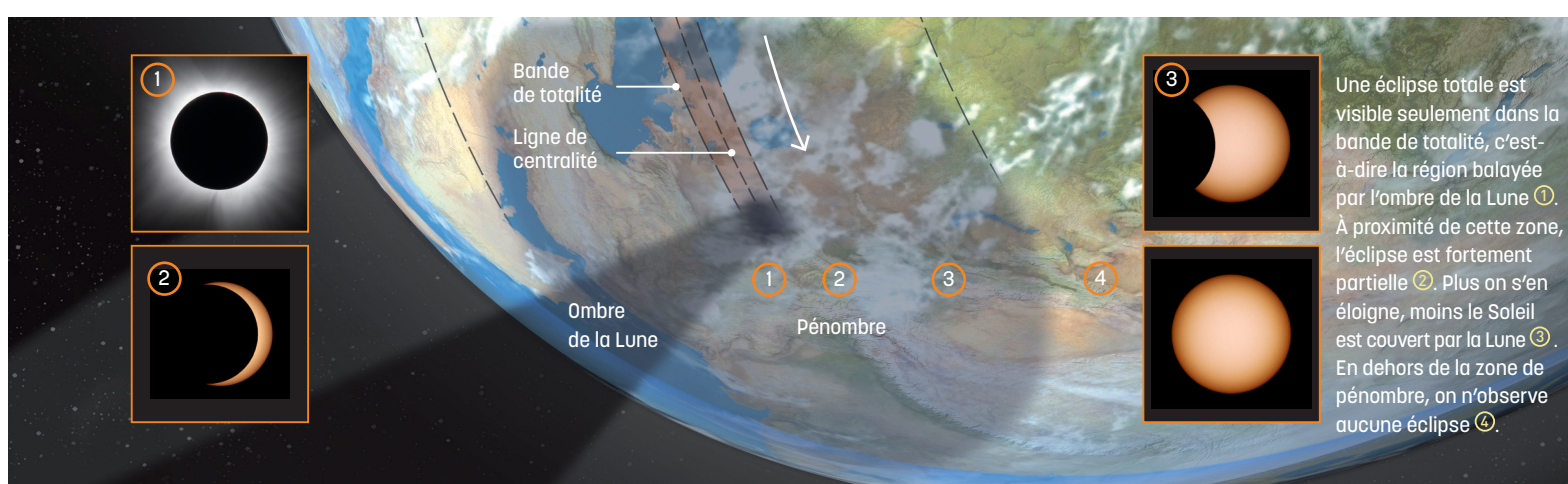 1
2
Bande
de totalité
Ligne de
centralité
Ombre
de la Lune
1
2
3
4
Pénombre
3
Une éclipse totale est
visible seulement dans la
bande de totalité, c’est-
à-dire la région balayée
par l’ombre de la Lune ①.
À proximité de cette zone,
l’éclipse est fortement
partielle ②. Plus on s’en
éloigne, moins le Soleil
est couvert par la Lune ③.
En dehors de la zone de
pénombre, on n’observe
aucune éclipse ④.